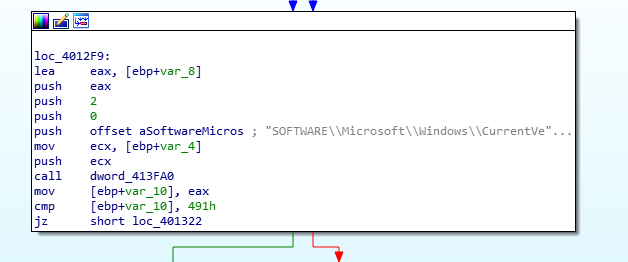 loc_4012F9:
lea eax, [ebp+var_8]
push eax
push 2
push 0
push offset aSoftwareMicros ; "SOFTWARE\\Microsoft\\Windows\\CurrentVe"...
mov ecx, [ebp+var_4]
push ecx
call dword_413FA0
mov [ebp+var_10], eax
cmp [ebp+var_10], 491h
jz short loc_401322